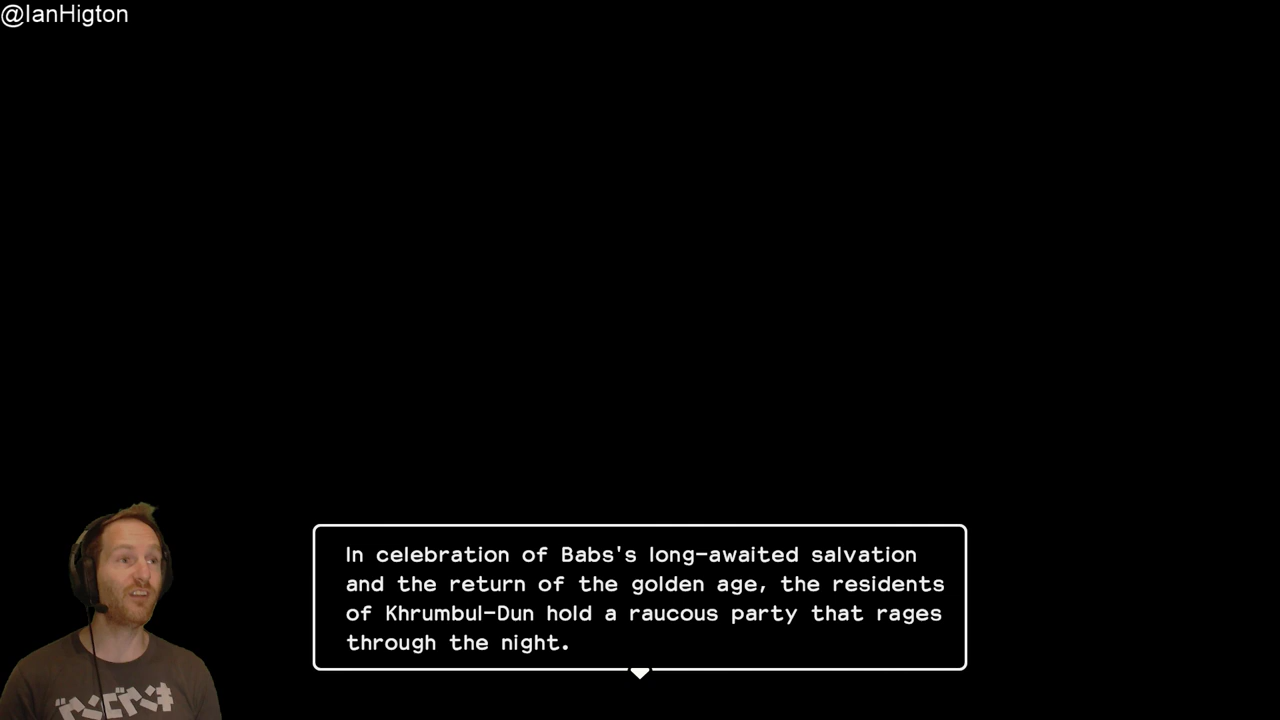 @IanHigton
In celebration of Babs's long-awaited salvation
and the return of the golden age, the residents
of Khrumbul-Dun hold a raucous party that rages
through the night.